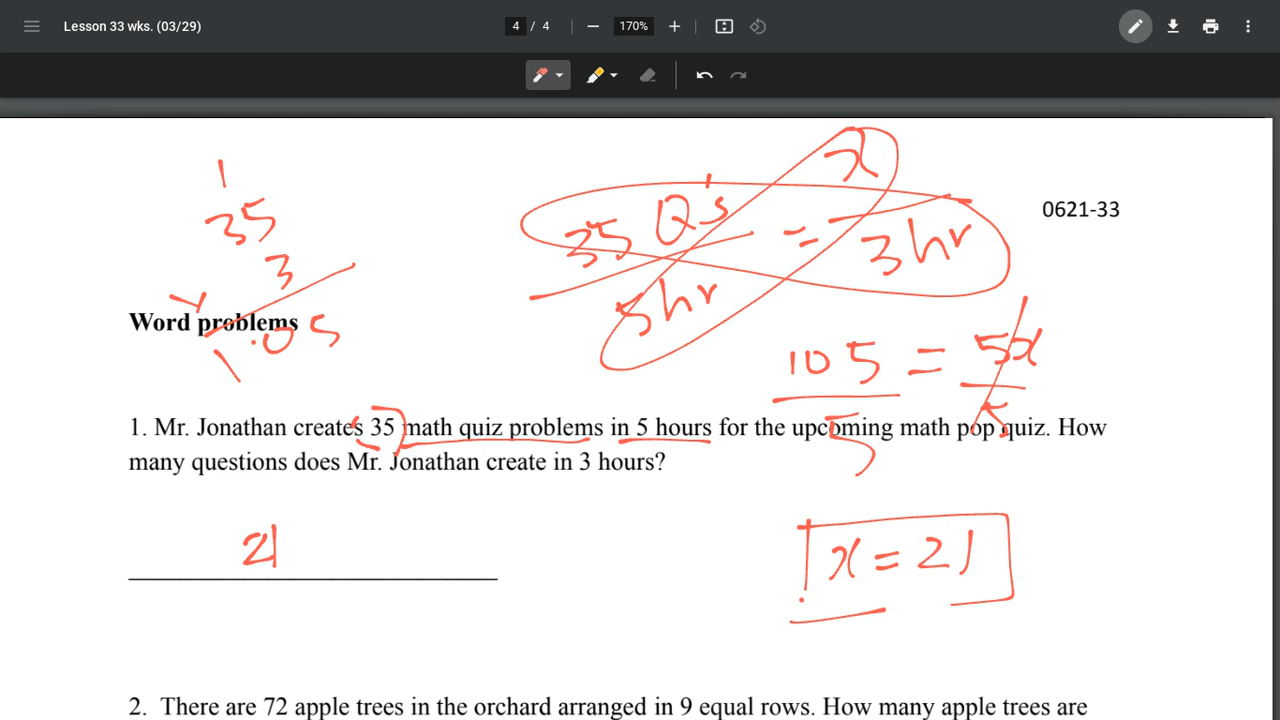 Lesson 33 wks. (03/29)
4 / 4
170%
0621-33
1
35
3
1.05
35 Q's
5hr
=
x
3hr
Word problems
105 = 5x
5 5
1. Mr. Jonathan creates 35 math quiz problems in 5 hours for the upcoming math pop quiz. How
many questions does Mr. Jonathan create in 3 hours?
21
x = 21
2. There are 72 apple trees in the orchard arranged in 9 equal rows. How many apple trees are